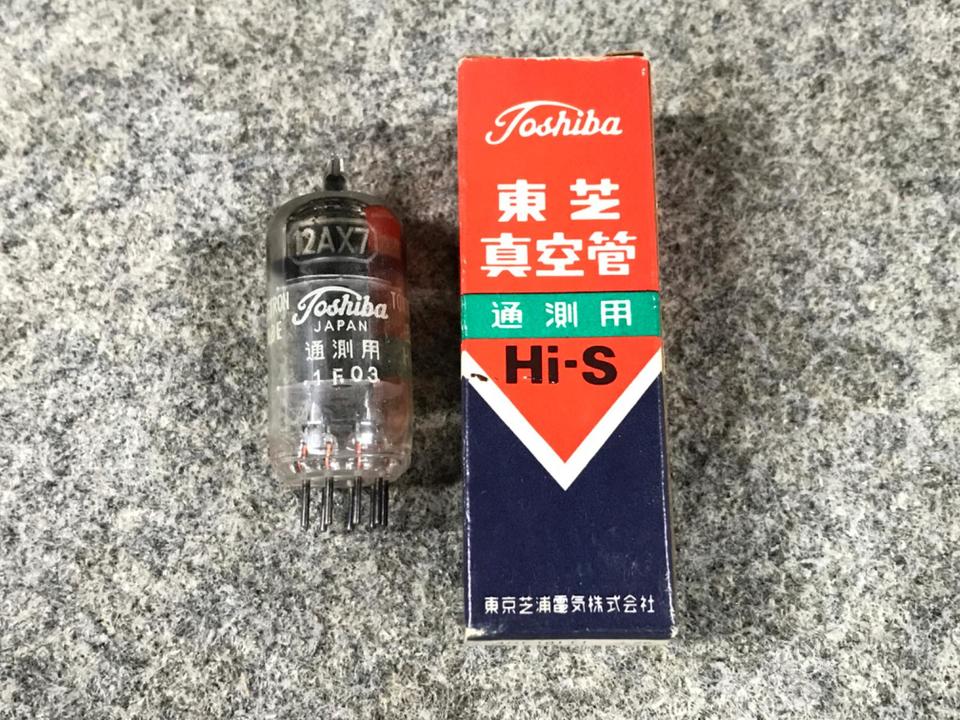 12AX7
Toshiba
JAPAN
通測用
1F03
Toshiba
東芝
真空管
通測用
Hi-S
東京芝浦電気株式会社